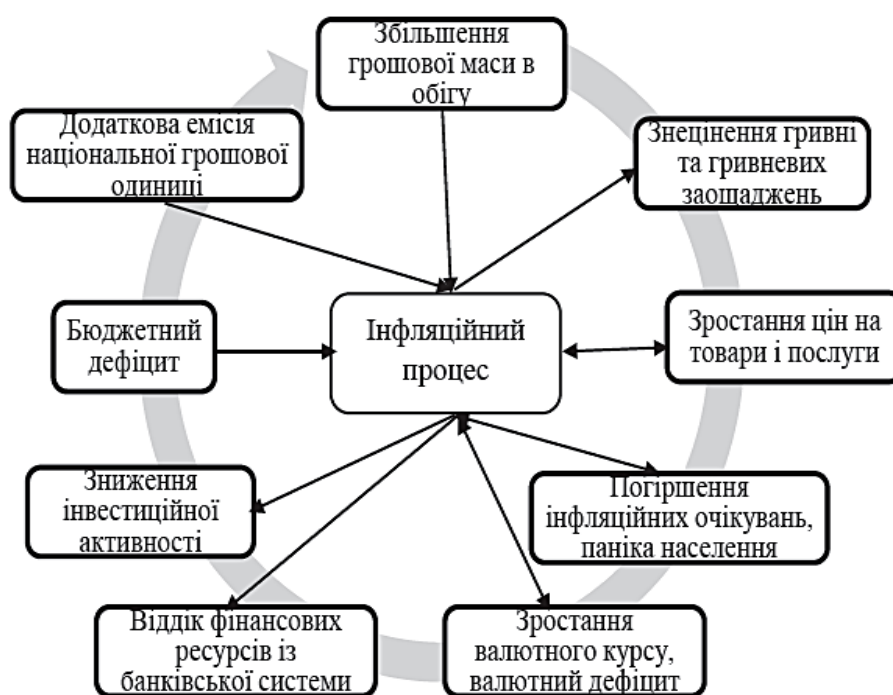 Збільшення
грошової маси в
обігу
Додаткова емісія
національної грошової
одиниці
Знецінення гривні
та гривневих
заощаджень
Бюджетний
дефіцит
Інфляційний
процес
Зростання цін на
товари і послуги
Зниження
інвестиційної
активності
Погіршення
інфляційних очікувань,
паніка населення
Віддік фінансових
ресурсів із
банківської системи
Зростання
валютного курсу,
валютний дефіцит